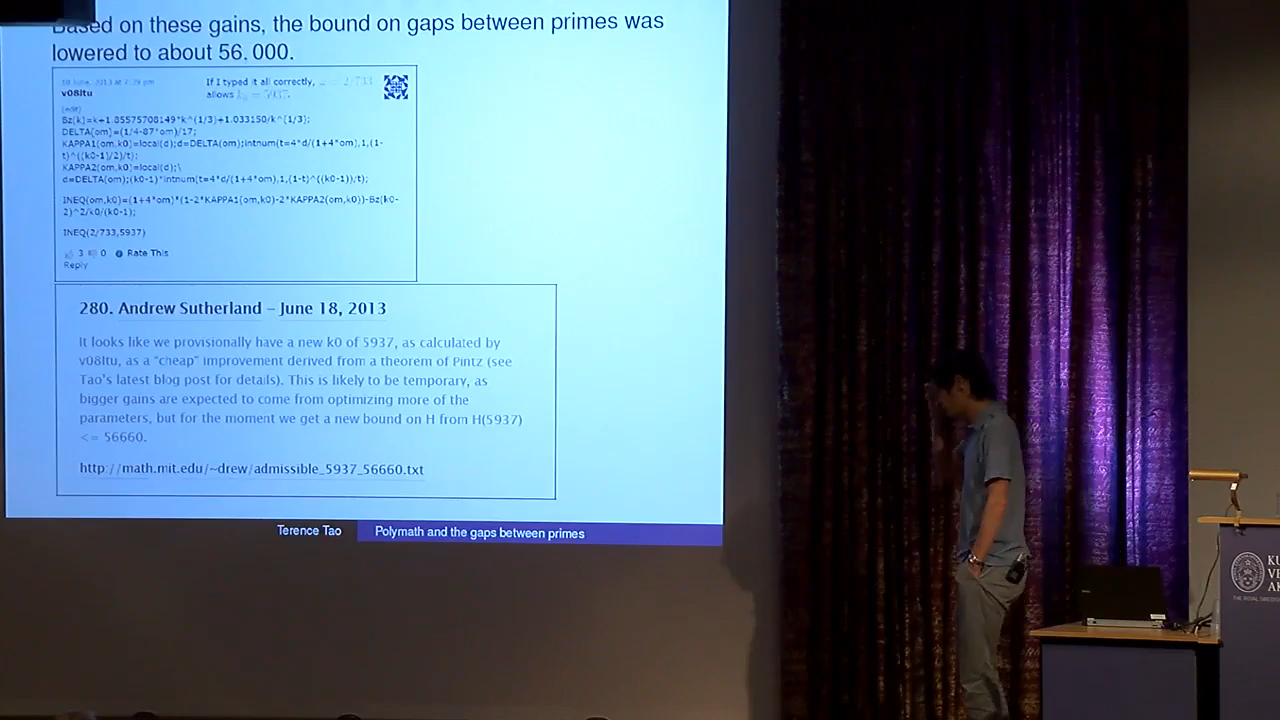 Based on these gains, the bound on gaps between primes was
lowered to about 56,000.
v08ltu
If I typed it all correctly, 2/733
allows k₀ = 5937.
(edit)
Bz(k)=k+1.85575708149*k^(1/3)+1.033150/k^(1/3);
DELTA(om)=(1/4-87*om)/17;
KAPPA1(om,k0)=local(d);d=DELTA(om);intnum(t=4*d/(1+4*om),1,(1-
t)^((k0-1)/2)/t);
KAPPA2(om,k0)=local(d);\
d=DELTA(om);(k0-1)*intnum(t=4*d/(1+4*om),1,(1-t)^((k0-1))/t);
INEQ(om,k0)=(1+4*om)*(1-2*KAPPA1(om,k0)-2*KAPPA2(om,k0))-Bz(k0-
2)^2/k0/(k0-1);
INEQ(2/733,5937)
3 0 Rate This
Reply
280. Andrew Sutherland – June 18, 2013
It looks like we provisionally have a new k0 of 5937, as calculated by
v08ltu, as a "cheap" improvement derived from a theorem of Pintz (see
Tao's latest blog post for details). This is likely to be temporary, as
bigger gains are expected to come from optimizing more of the
parameters, but for the moment we get a new bound on H from H(5937)
<= 56660.
http://math.mit.edu/~drew/admissible_5937_56660.txt
Terence Tao
Polymath and the gaps between primes